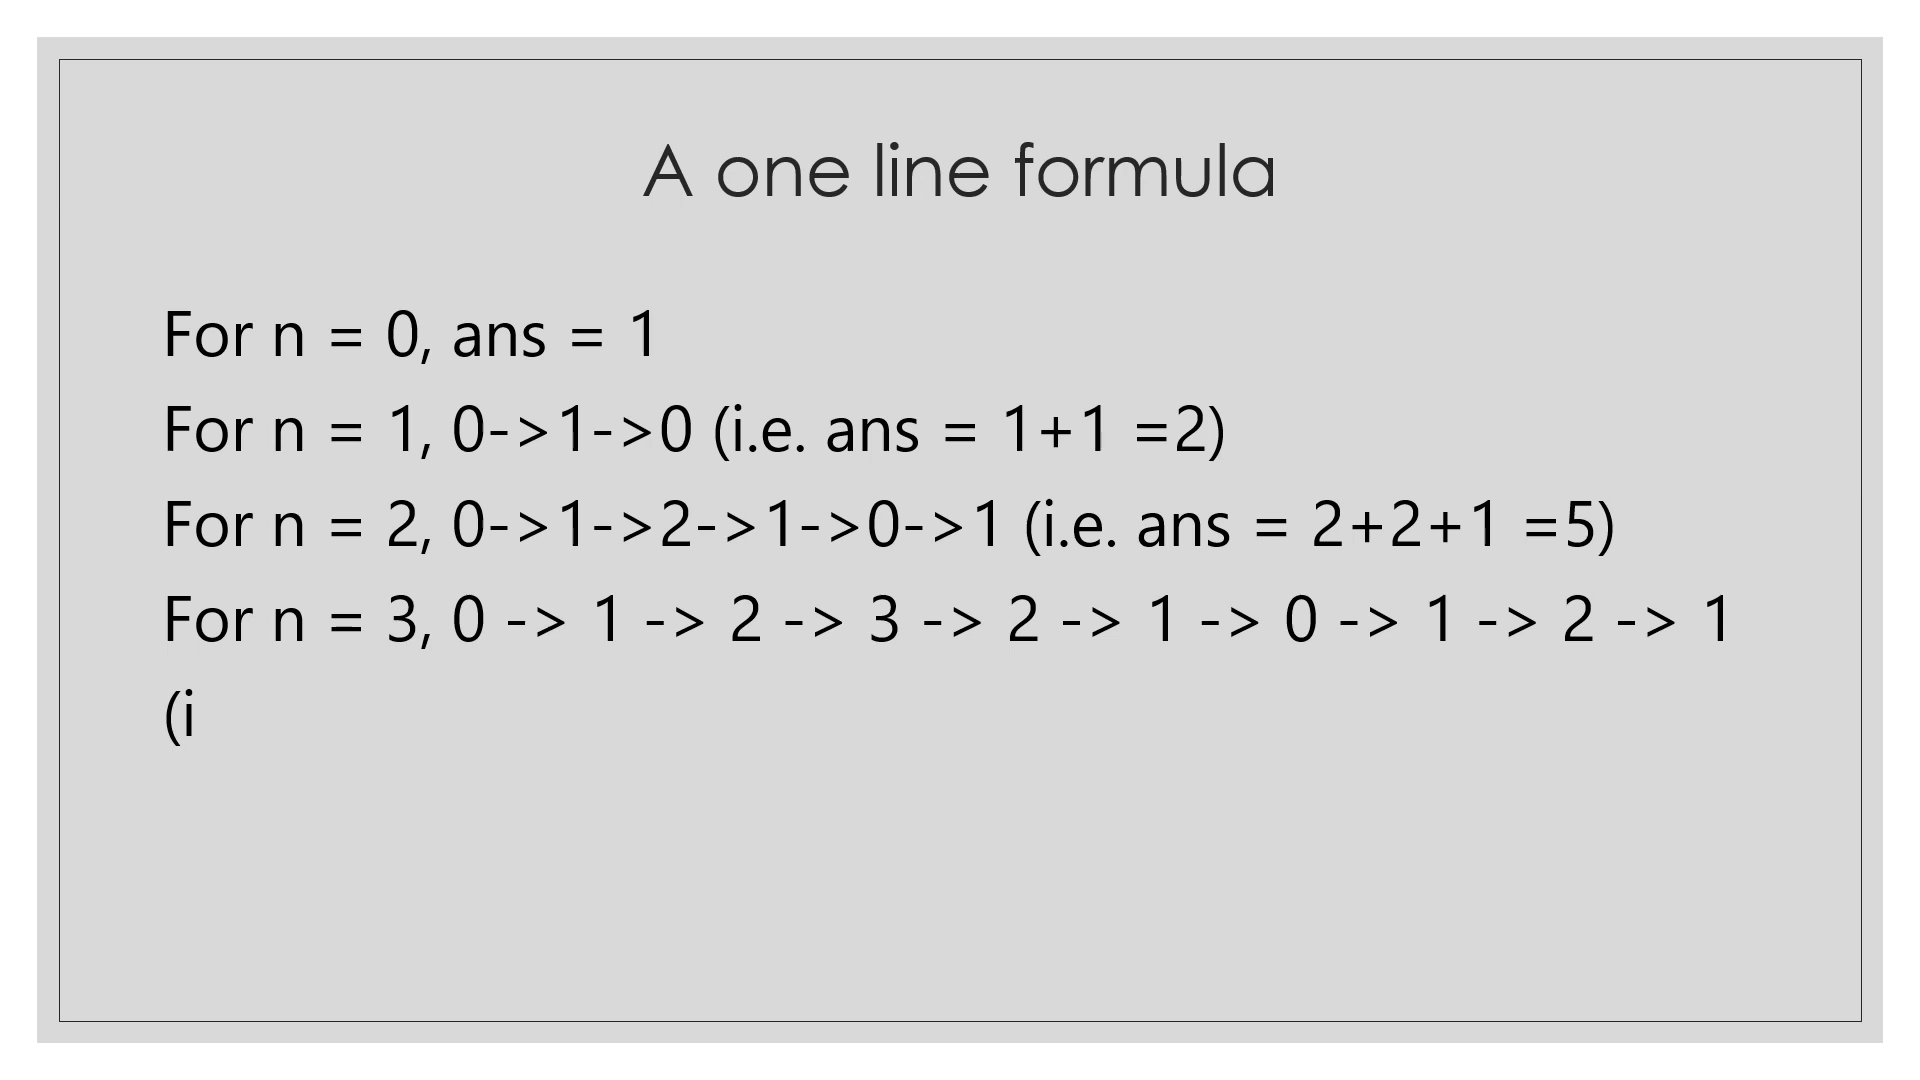 A one line formula
For n = 0, ans = 1
For n = 1, 0->1->0 (i.e. ans = 1+1 =2)
For n = 2, 0->1->2->1->0->1 (i.e. ans = 2+2+1 =5)
For n = 3, 0 -> 1 -> 2 -> 3 -> 2 -> 1 -> 0 -> 1 -> 2 -> 1
(i